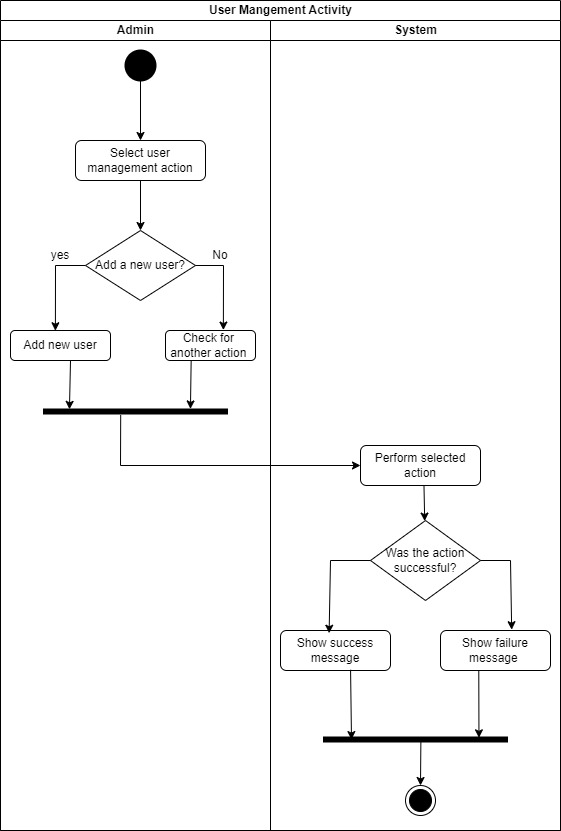 User Mangement Activity
Admin
System
Select user
management action
Add a new user?
yes
No
Add new user
Check for
another action
Perform selected
action
Was the action
successful?
Show success
message
Show failure
message